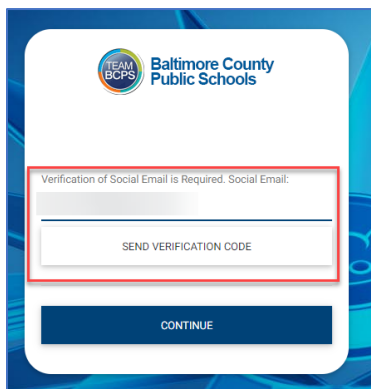 TEAM
BCPS
Baltimore County
Public Schools
Verification of Social Email is Required. Social Email:
SEND VERIFICATION CODE
CONTINUE